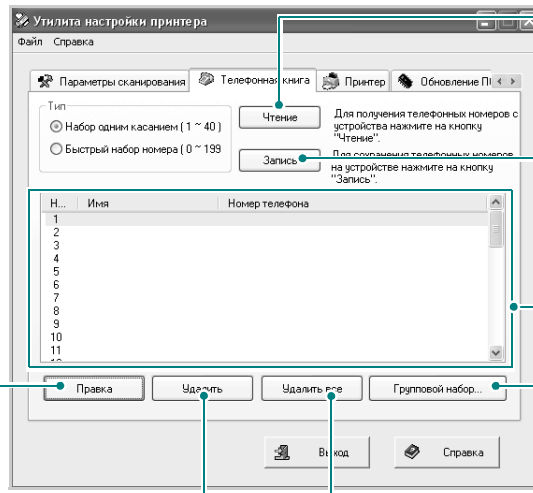 Утилита настройки принтера
Файл Справка
Параметры сканирования Телефонная книга Принтер Обновление П
Тип
Набор одним касанием ( 1 ~ 40 )
Быстрый набор номера ( 0 ~ 199
Чтение
Запись
Для получения телефонных номеров с
устройства нажмите на кнопку
"Чтение".
Для сохранения телефонных номеров
на устройстве нажмите на кнопку
"Запись".
Н... Имя Номер телефона
1
2
3
4
5
6
7
8
9
10
11
Правка Удалить Удалить все Групповой набор...
Выход Справка